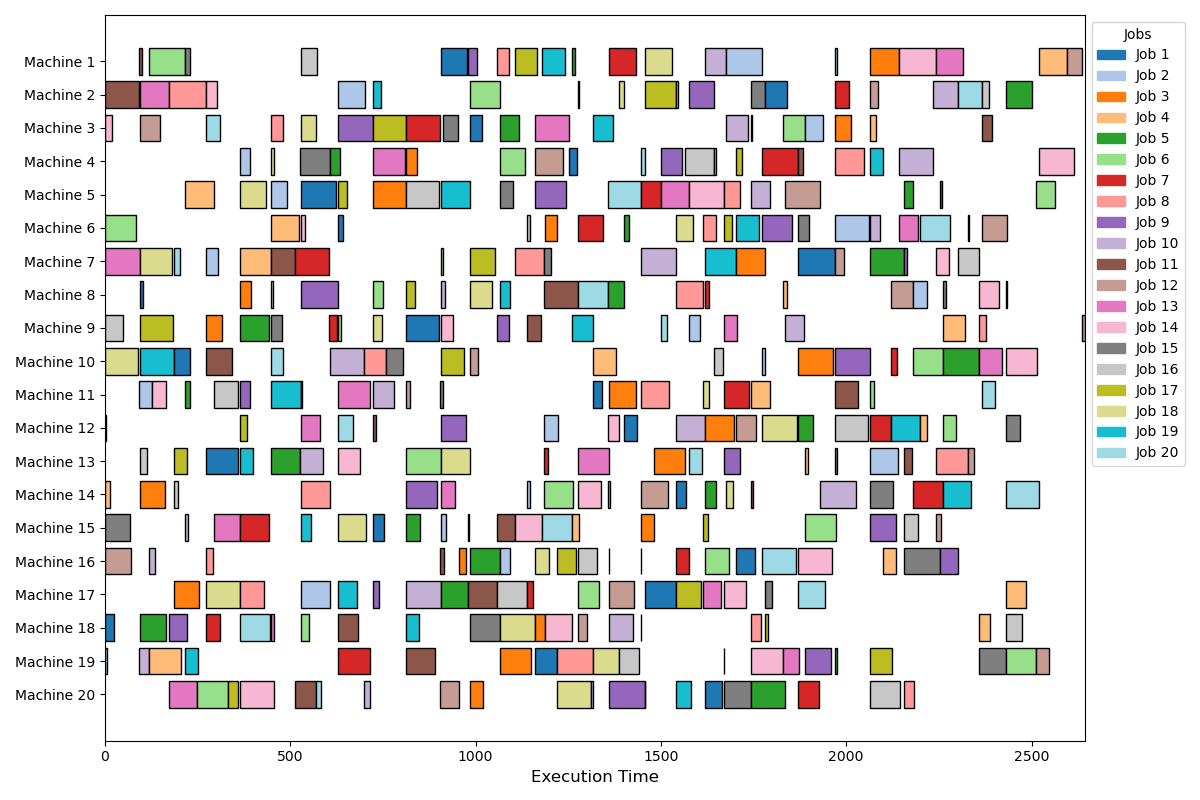 Machine 1
Machine 2
Machine 3
Machine 4
Machine 5
Machine 6
Machine 7
Machine 8
Machine 9
Machine 10
Machine 11
Machine 12
Machine 13
Machine 14
Machine 15
Machine 16
Machine 17
Machine 18
Machine 19
Machine 20
0 500 1000 1500 2000 2500
Execution Time
Jobs
Job 1
Job 2
Job 3
Job 4
Job 5
Job 6
Job 7
Job 8
Job 9
Job 10
Job 11
Job 12
Job 13
Job 14
Job 15
Job 16
Job 17
Job 18
Job 19
Job 20